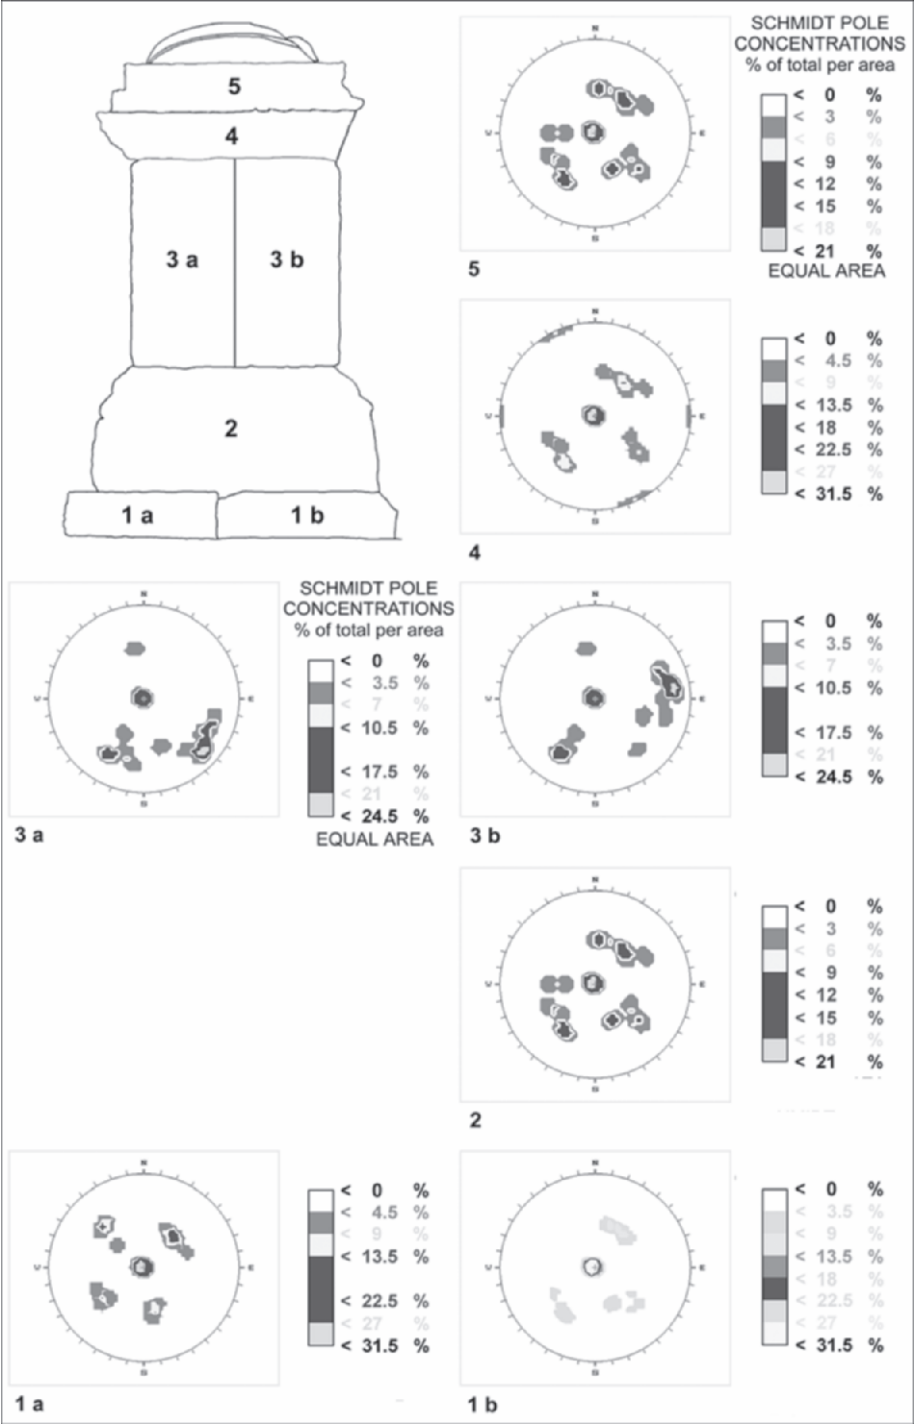 5
4
3 a
3 b
2
1 a
1 b
N
W
E
S
5
SCHMIDT POLE
CONCENTRATIONS
% of total per area
< 0 %
< 3 %
< 6 %
< 9 %
< 12 %
< 15 %
< 18 %
< 21 %
EQUAL AREA
N
W
E
S
4
< 0 %
< 4.5 %
< 9 %
< 13.5 %
< 18 %
< 22.5 %
< 27 %
< 31.5 %
N
W
E
S
3 a
SCHMIDT POLE
CONCENTRATIONS
% of total per area
< 0 %
< 3.5 %
< 7 %
< 10.5 %
< 17.5 %
< 21 %
< 24.5 %
EQUAL AREA
N
W
E
S
3 b
< 0 %
< 3.5 %
< 7 %
< 10.5 %
< 17.5 %
< 21 %
< 24.5 %
N
W
E
S
2
< 0 %
< 3 %
< 6 %
< 9 %
< 12 %
< 15 %
< 18 %
< 21 %
N
W
E
S
1 a
< 0 %
< 4.5 %
< 9 %
< 13.5 %
< 22.5 %
< 27 %
< 31.5 %
N
W
E
S
1 b
< 0 %
< 3.5 %
< 9 %
< 13.5 %
< 18 %
< 22.5 %
< 27 %
< 31.5 %